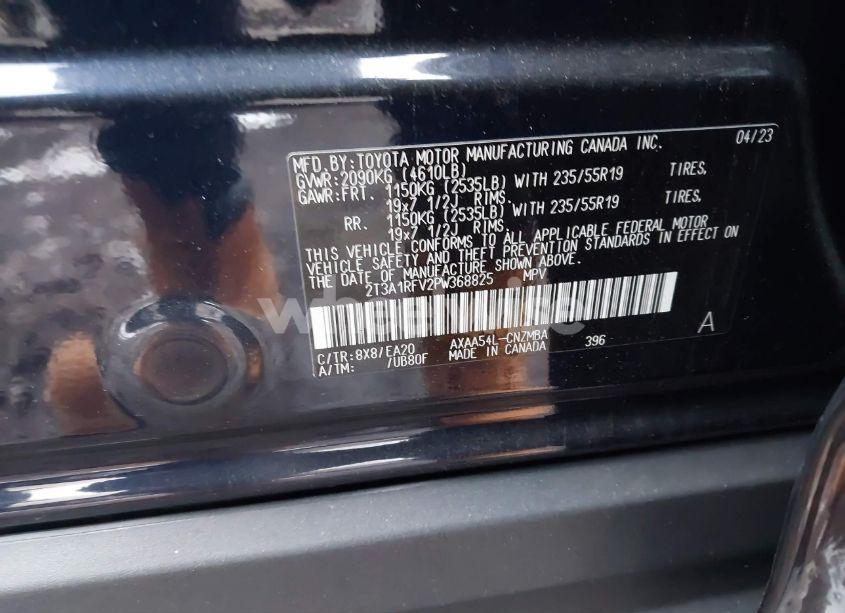 MFD.BY:TOYOTA MOTOR MANUFACTURING CANADA INC. 04/23
GVWR:2090KG (4610LB)
GAWR:FRT. 1150KG (2535LB) WITH 235/55R19 TIRES,
19x7 1/2J RIMS.
RR. 1150KG (2535LB) WITH 235/55R19 TIRES,
19x7 1/2J RIMS.
THIS VEHICLE CONFORMS TO ALL APPLICABLE FEDERAL MOTOR
VEHICLE SAFETY AND THEFT PREVENTION STANDARDS IN EFFECT ON
THE DATE OF MANUFACTURE SHOWN ABOVE.
2T3A1RFV2PW368825 MPV
C/TR:8X8/EA20 AXAA54L-CNZMBA 396 A
A/TM: /UB80F MADE IN CANADA